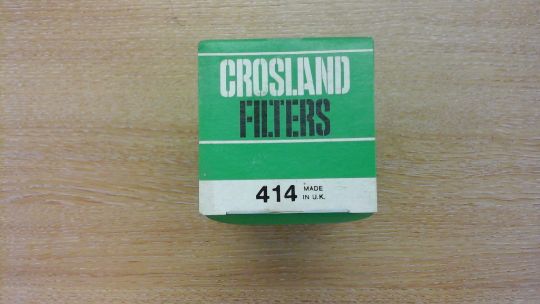 CROSLAND
FILTERS
414 MADE
IN U.K.